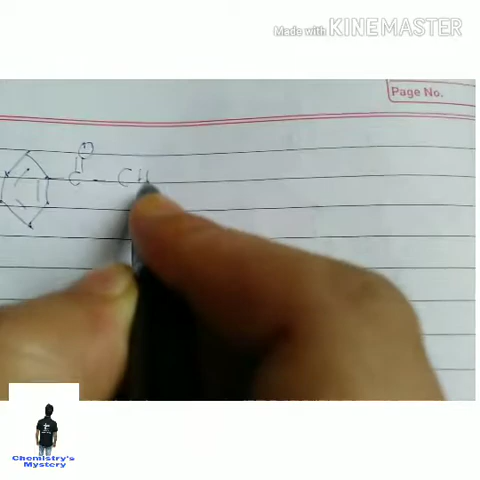 Made with KINEMASTER
Page No.
O
C - CH
Chemistry's
Mystery